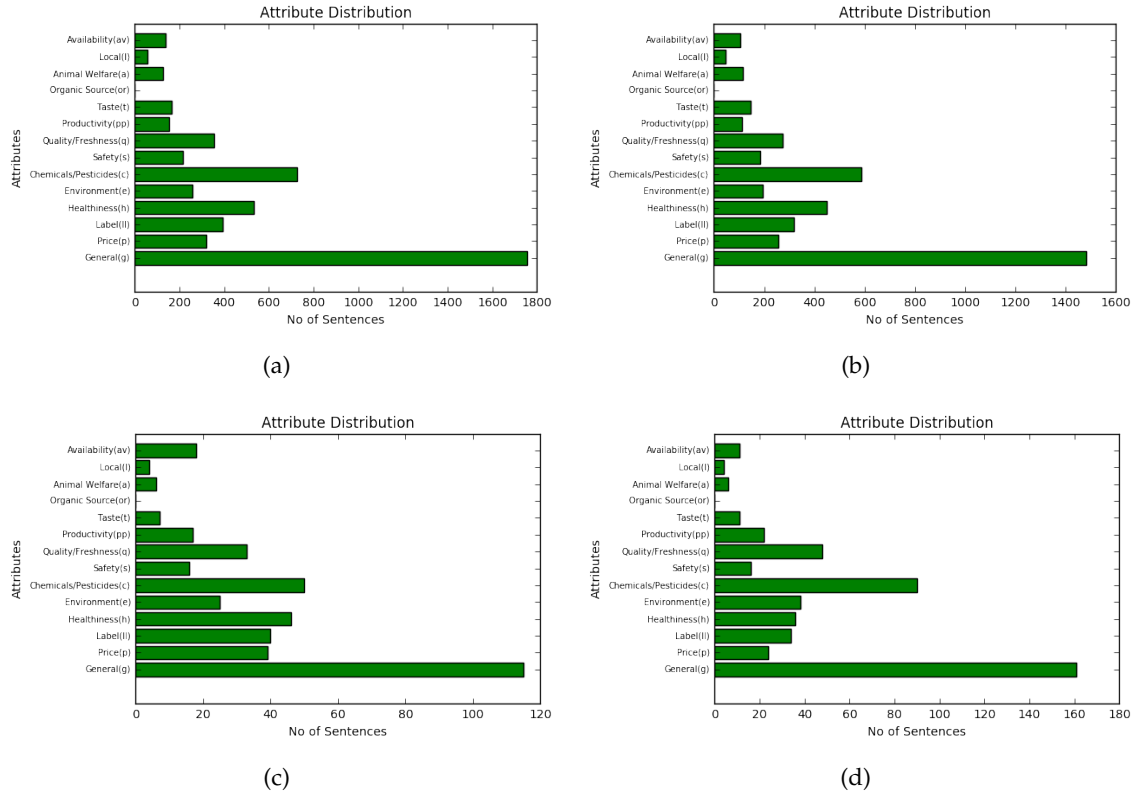 Attribute Distribution
Availability(av)
Local(l)
Animal Welfare(a)
Organic Source(or)
Taste(t)
Productivity(pp)
Quality/Freshness(q)
Safety(s)
Chemicals/Pesticides(c)
Environment(e)
Healthiness(h)
Label(ll)
Price(p)
General(g)
Attributes
0 200 400 600 800 1000 1200 1400 1600 1800
No of Sentences
(a)
Attribute Distribution
Availability(av)
Local(l)
Animal Welfare(a)
Organic Source(or)
Taste(t)
Productivity(pp)
Quality/Freshness(q)
Safety(s)
Chemicals/Pesticides(c)
Environment(e)
Healthiness(h)
Label(ll)
Price(p)
General(g)
Attributes
0 200 400 600 800 1000 1200 1400 1600
No of Sentences
(b)
Attribute Distribution
Availability(av)
Local(l)
Animal Welfare(a)
Organic Source(or)
Taste(t)
Productivity(pp)
Quality/Freshness(q)
Safety(s)
Chemicals/Pesticides(c)
Environment(e)
Healthiness(h)
Label(ll)
Price(p)
General(g)
Attributes
0 20 40 60 80 100 120
No of Sentences
(c)
Attribute Distribution
Availability(av)
Local(l)
Animal Welfare(a)
Organic Source(or)
Taste(t)
Productivity(pp)
Quality/Freshness(q)
Safety(s)
Chemicals/Pesticides(c)
Environment(e)
Healthiness(h)
Label(ll)
Price(p)
General(g)
Attributes
0 20 40 60 80 100 120 140 160 180
No of Sentences
(d)